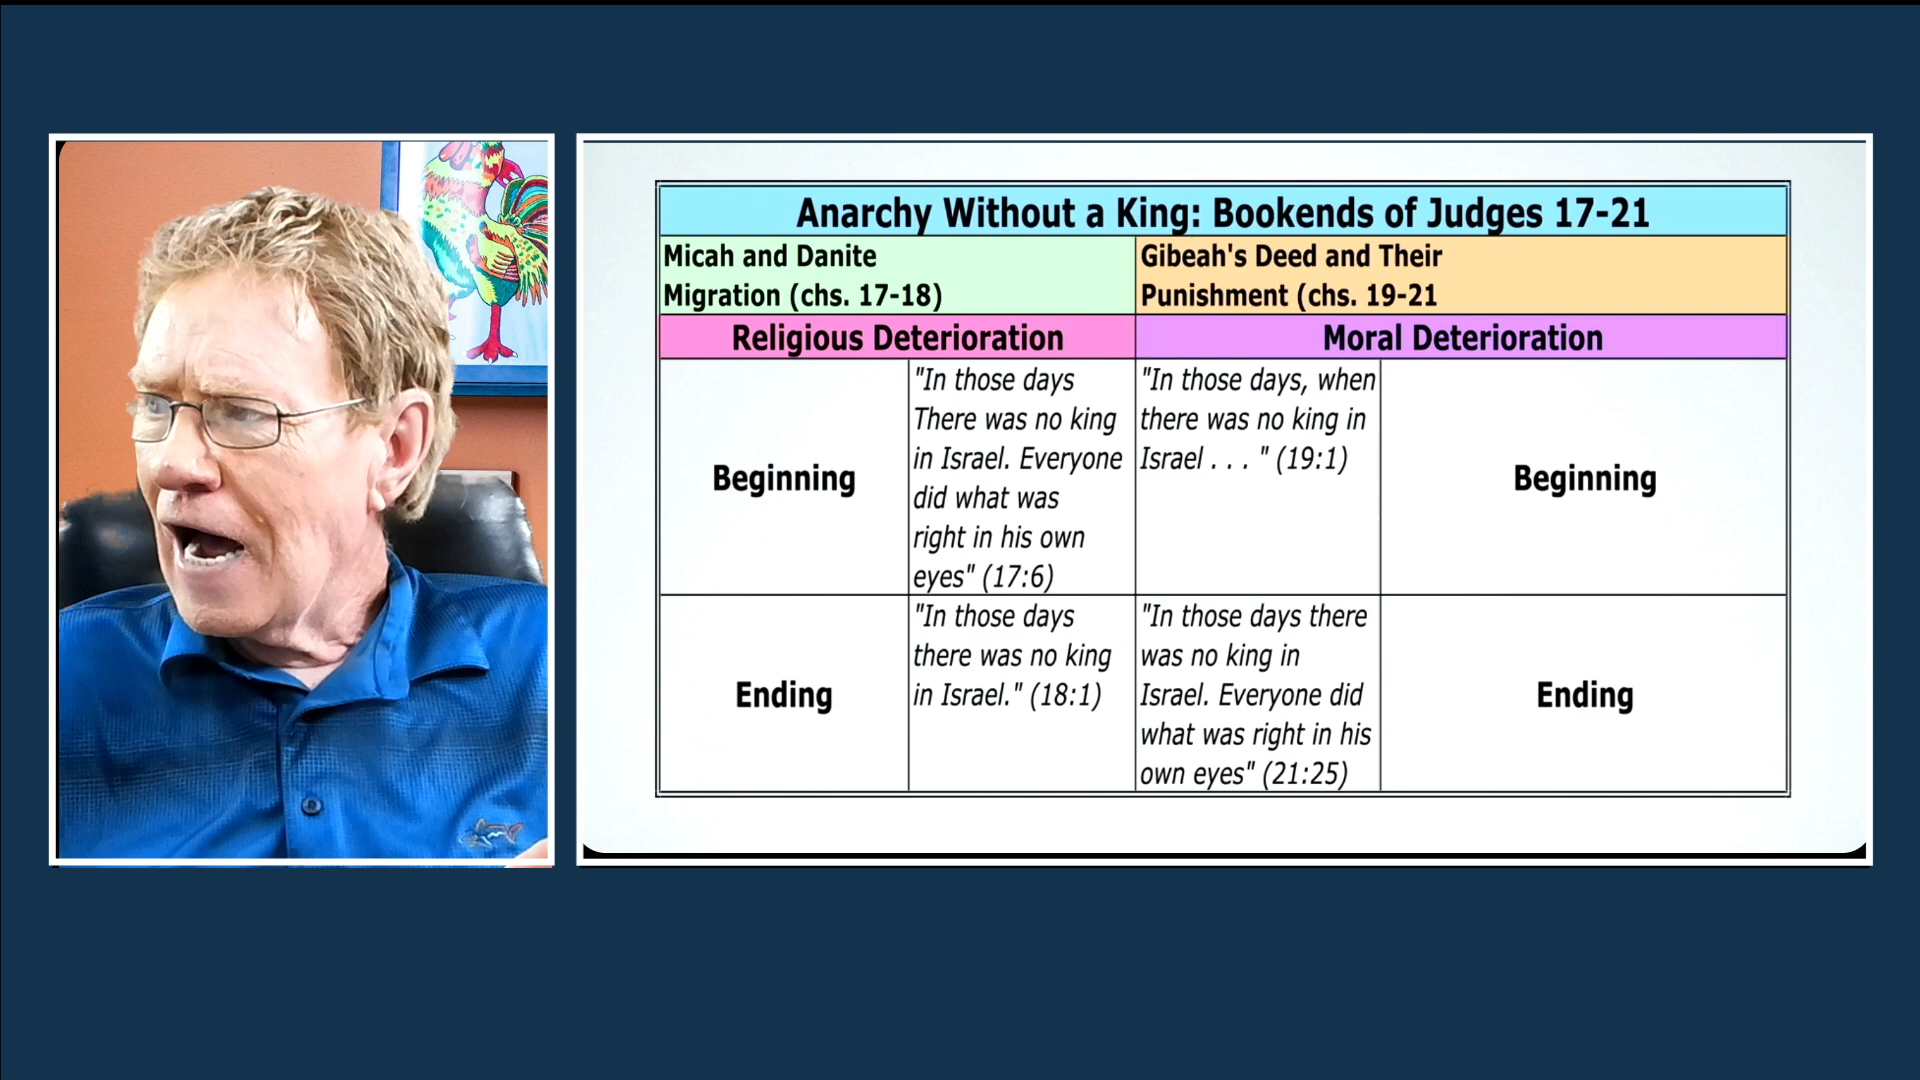 Anarchy Without a King: Bookends of Judges 17-21
Micah and Danite
Migration (chs. 17-18)
Gibeah's Deed and Their
Punishment (chs. 19-21
Religious Deterioration
Moral Deterioration
Beginning
"In those days
There was no king
in Israel. Everyone
did what was
right in his own
eyes" (17:6)
"In those days, when
there was no king in
Israel . . . " (19:1)
Beginning
Ending
"In those days
there was no king
in Israel." (18:1)
"In those days there
was no king in
Israel. Everyone did
what was right in his
own eyes" (21:25)
Ending